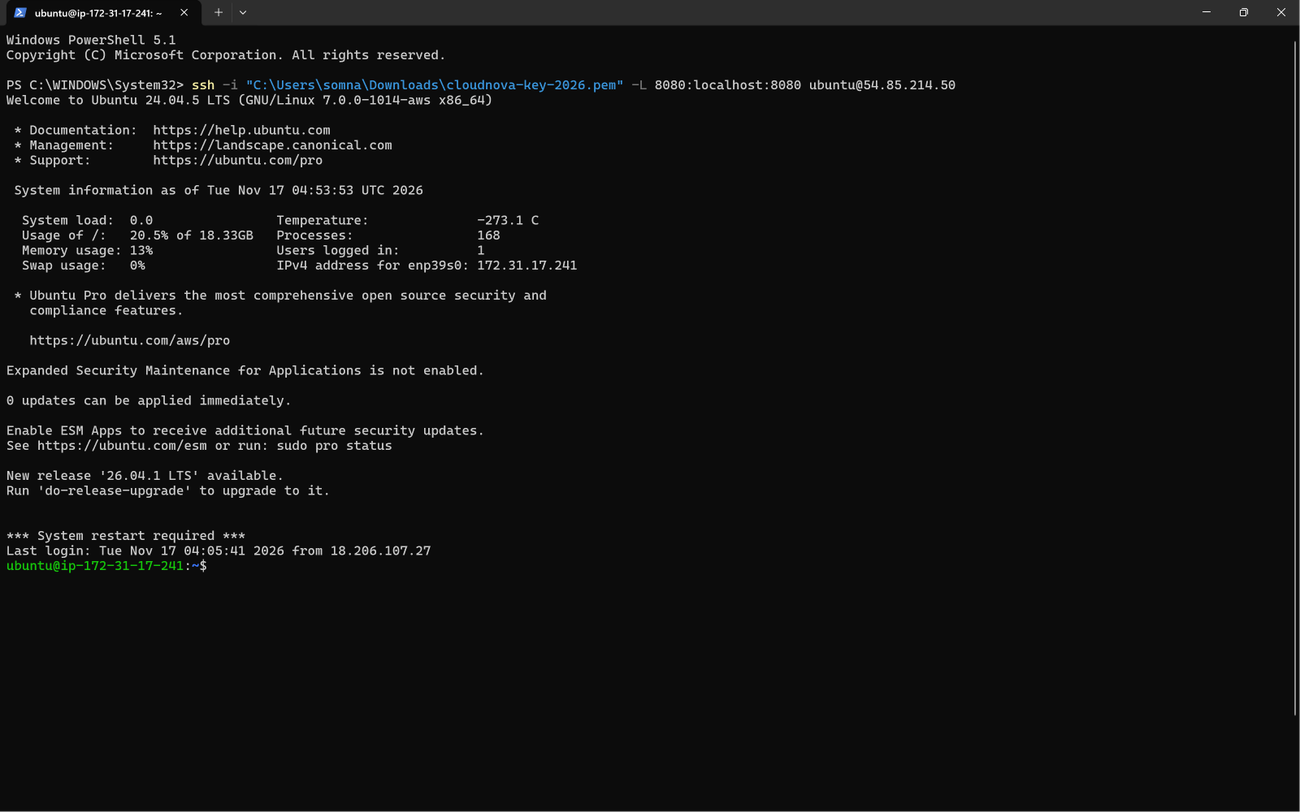 ubuntu@ip-172-31-17-241: ~
Windows PowerShell 5.1
Copyright (C) Microsoft Corporation. All rights reserved.
PS C:\WINDOWS\System32> ssh -i "C:\Users\somna\Downloads\cloudnova-key-2026.pem" -L 8080:localhost:8080 ubuntu@54.85.214.50
Welcome to Ubuntu 24.04.5 LTS (GNU/Linux 7.0.0-1014-aws x86_64)
* Documentation:  https://help.ubuntu.com
* Management:     https://landscape.canonical.com
* Support:        https://ubuntu.com/pro
System information as of Tue Nov 17 04:53:53 UTC 2026
System load:  0.0                Temperature:              -273.1 C
Usage of /:   20.5% of 18.33GB   Processes:                168
Memory usage: 13%                Users logged in:          1
Swap usage:   0%                 IPv4 address for enp39s0: 172.31.17.241
* Ubuntu Pro delivers the most comprehensive open source security and
compliance features.
https://ubuntu.com/aws/pro
Expanded Security Maintenance for Applications is not enabled.
0 updates can be applied immediately.
Enable ESM Apps to receive additional future security updates.
See https://ubuntu.com/esm or run: sudo pro status
New release '26.04.1 LTS' available.
Run 'do-release-upgrade' to upgrade to it.
*** System restart required ***
Last login: Tue Nov 17 04:05:41 2026 from 18.206.107.27
ubuntu@ip-172-31-17-241:~$